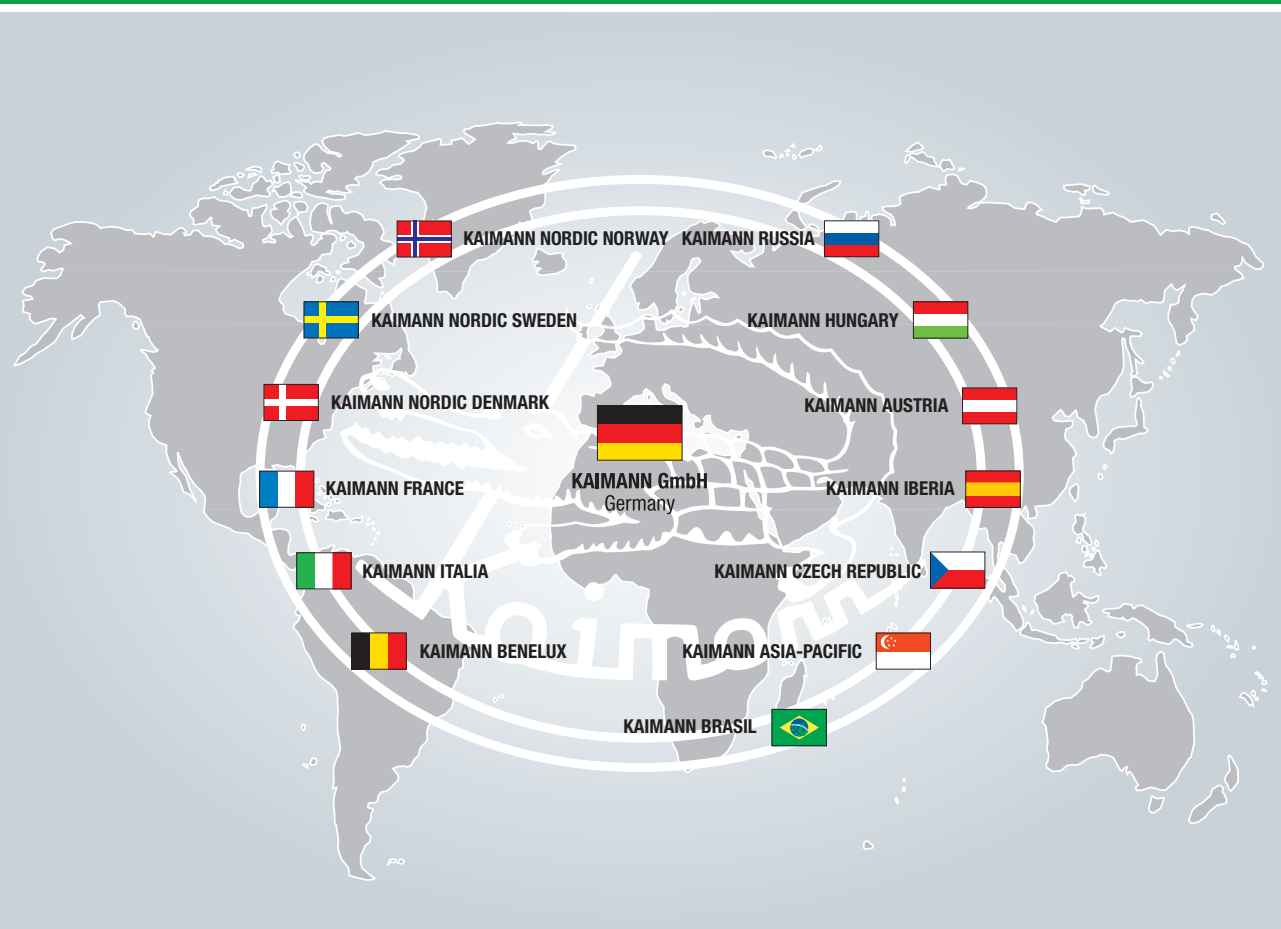 KAIMANN NORDIC NORWAY
KAIMANN RUSSIA
KAIMANN NORDIC SWEDEN
KAIMANN HUNGARY
KAIMANN NORDIC DENMARK
KAIMANN AUSTRIA
KAIMANN GmbH
Germany
KAIMANN FRANCE
KAIMANN IBERIA
KAIMANN ITALIA
KAIMANN CZECH REPUBLIC
Kaimann
KAIMANN BENELUX
KAIMANN ASIA-PACIFIC
KAIMANN BRASIL